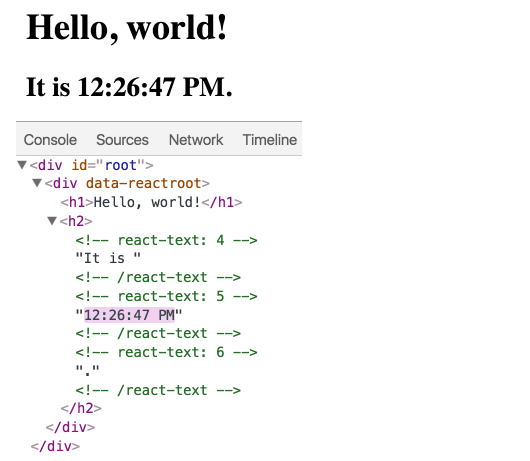 Hello, world!
It is 12:26:47 PM.
Console Sources Network Timeline
<div id="root">
<div data-reactroot>
<h1>Hello, world!</h1>
<h2>
<!-- react-text: 4 -->
"It is "
<!-- /react-text -->
<!-- react-text: 5 -->
"12:26:47 PM"
<!-- /react-text -->
<!-- react-text: 6 -->
"."
<!-- /react-text -->
</h2>
</div>
</div>